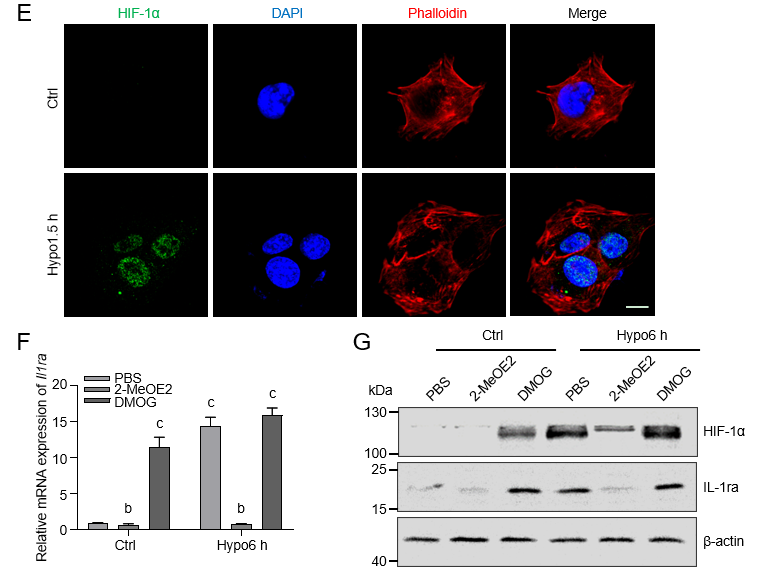 E
HIF-1α DAPI Phalloidin Merge
Ctrl
Hypo1.5 h
F
Relative mRNA expression of Il1ra
PBS
2-MeOE2
DMOG
20
15
10
5
0
c
b
c
b
c
Ctrl Hypo6 h
G
Ctrl Hypo6 h
kDa PBS 2-MeOE2 DMOG PBS 2-MeOE2 DMOG
130
HIF-1α
100
25
IL-1ra
15
β-actin
40